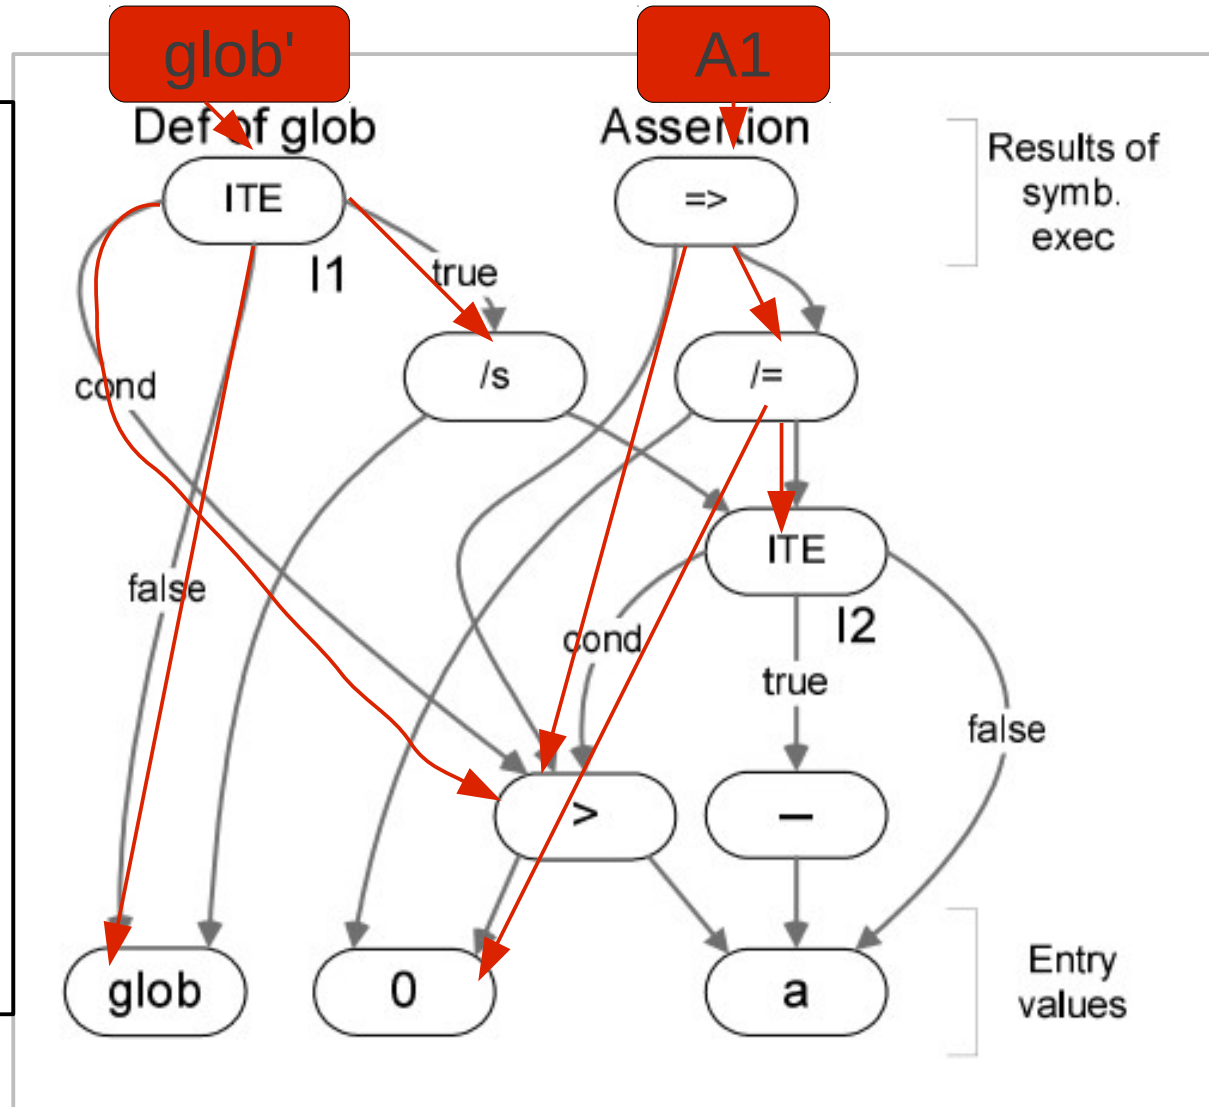 glob'
A1
Def of glob
Assertion
Results of
symb.
exec
ITE
=>
I1
true
/s
/=
cond
ITE
false
I2
cond
true
false
>
–
glob
0
a
Entry
values